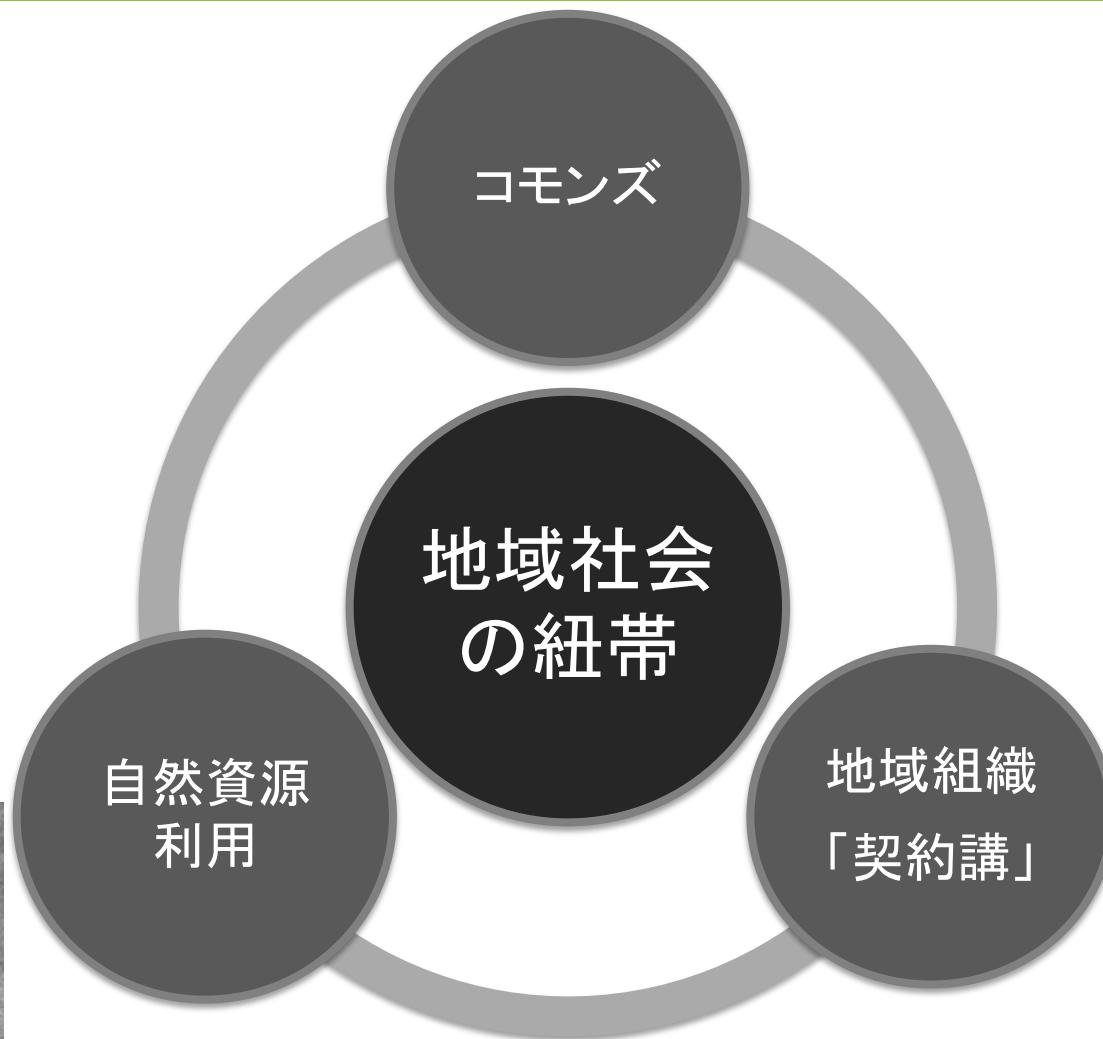 コモンズ
地域社会
の紐帯
自然資源
利用
地域組織
「契約講」